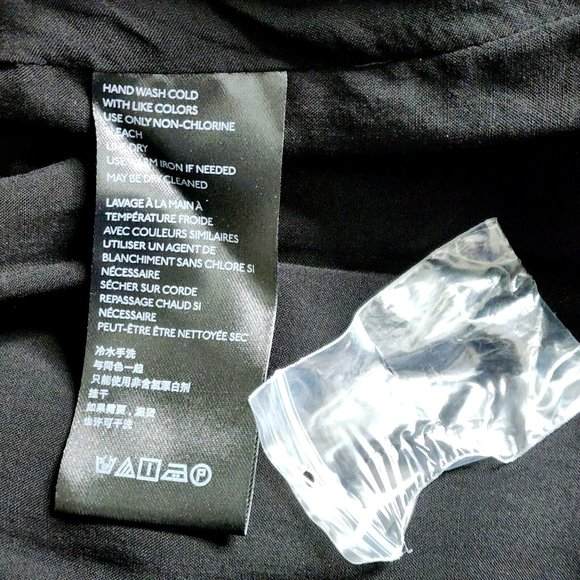 HAND WASH COLD
WITH LIKE COLORS
USE ONLY NON-CHLORINE
BLEACH
LINE DRY
USE WARM IRON IF NEEDED
MAY BE DRY CLEANED
LAVAGE À LA MAIN À
TEMPÉRATURE FROIDE
AVEC COULEURS SIMILAIRES
UTILISER UN AGENT DE
BLANCHIMENT SANS CHLORE SI
NÉCESSAIRE
SÉCHER SUR CORDE
REPASSAGE CHAUD SI
NÉCESSAIRE
PEUT-ÊTRE ÊTRE NETTOYÉE SEC
冷水手洗
与同色一组
只能使用非含氯漂白剂
挂干
如果需要，温烫
也许可干洗